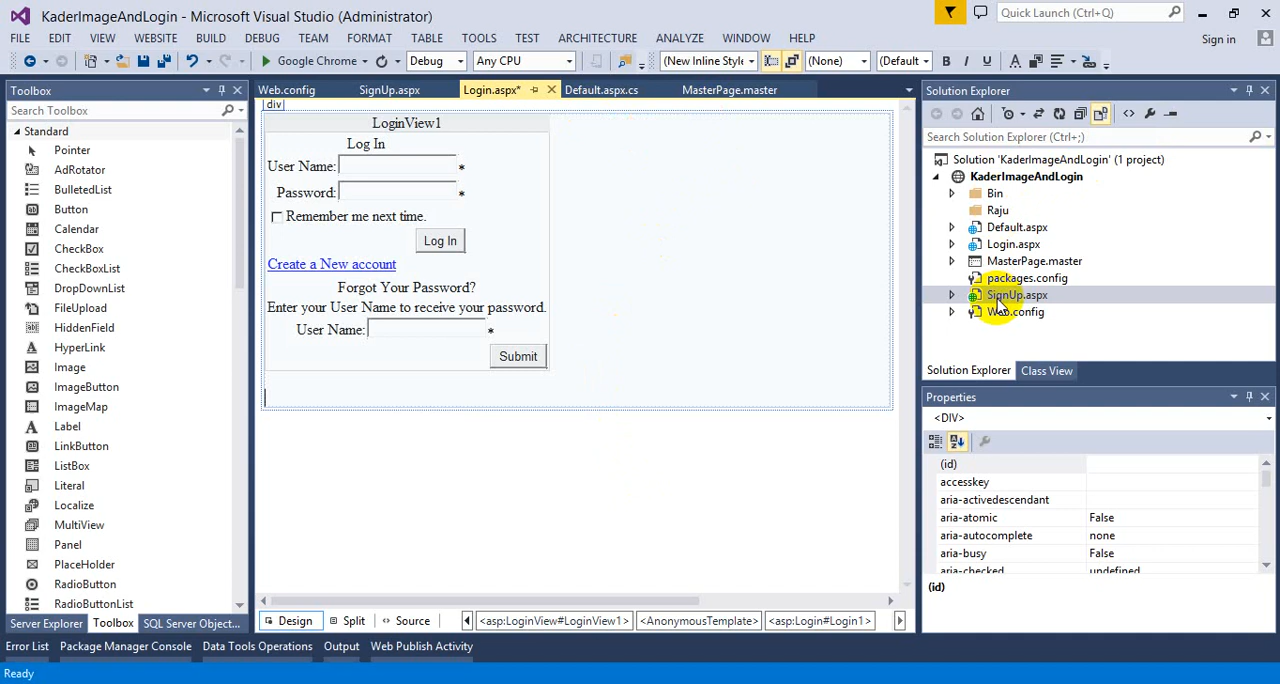 KaderImageAndLogin - Microsoft Visual Studio (Administrator)
Quick Launch (Ctrl+Q)
FILE EDIT VIEW WEBSITE BUILD DEBUG TEAM FORMAT TABLE TOOLS TEST ARCHITECTURE ANALYZE WINDOW HELP
Sign in
Google Chrome Debug Any CPU (New Inline Style (None) (Default B I U A
Toolbox
Search Toolbox
Standard
Pointer
AdRotator
BulletedList
Button
Calendar
CheckBox
CheckBoxList
DropDownList
FileUpload
HiddenField
HyperLink
Image
ImageButton
ImageMap
Label
LinkButton
ListBox
Literal
Localize
MultiView
Panel
PlaceHolder
RadioButton
RadioButtonList
Server Explorer Toolbox SQL Server Object...
Web.config SignUp.aspx Login.aspx* Default.aspx.cs MasterPage.master
div
Log In
User Name: *
Password: *
Remember me next time.
Log In
Create a New account
Forgot Your Password?
Enter your User Name to receive your password.
User Name: *
Submit
Design Split Source <asp:LoginView#LoginView1> <AnonymousTemplate> <asp:Login#Login1>
Solution Explorer
Search Solution Explorer (Ctrl+;)
Solution 'KaderImageAndLogin' (1 project)
KaderImageAndLogin
Bin
Raju
Default.aspx
Login.aspx
MasterPage.master
packages.config
SignUp.aspx
Web.config
Solution Explorer Class View
Properties
<DIV>
(id)
accesskey
aria-activedescendant
aria-atomic False
aria-autocomplete none
aria-busy False
aria-checked undefined
(id)
Error List Package Manager Console Data Tools Operations Output Web Publish Activity
Ready